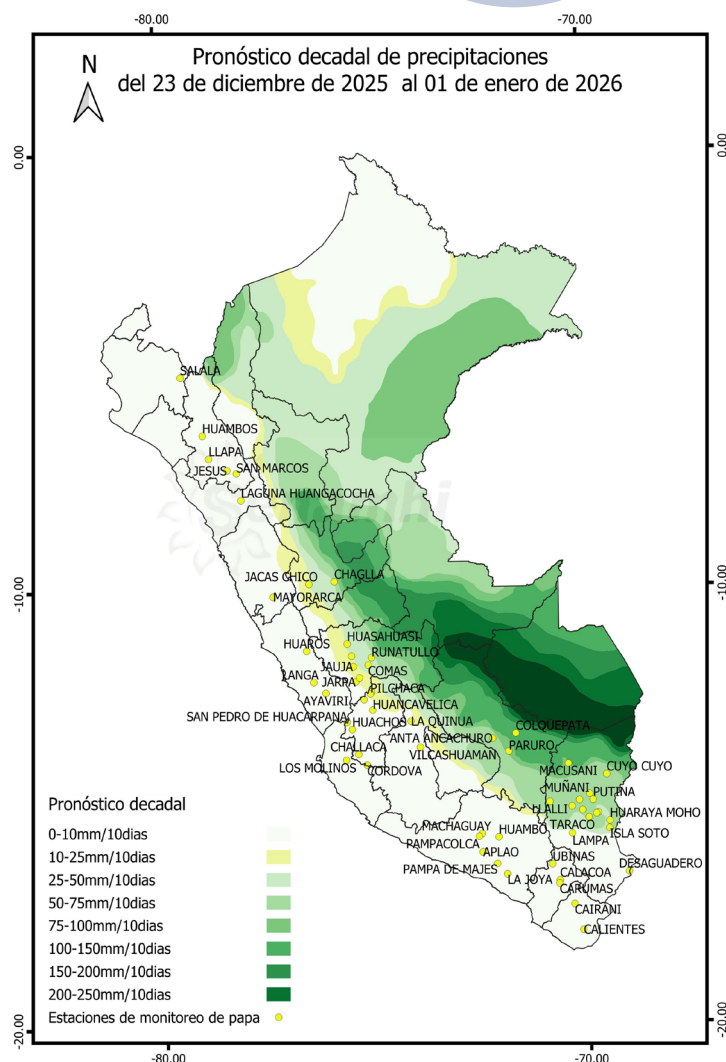 -80.00
-70.00
Pronóstico decadal de precipitaciones
del 23 de diciembre de 2025 al 01 de enero de 2026
N
0.00
0.00
SALALA
HUAMBOS
LLAPA
JESUS
SAN MARCOS
LAGUNA HUANGACOCHA
-10.00
-10.00
JACAS CHICO
CHAGLLA
MAYORARCA
HUAROS
HUASAHUASI
RUNATULLO
JAUJA
COMAS
LANGA
JARPA
PILCHACA
AYAVIRI
HUANCAVELICA
SAN PEDRO DE HUACARPANA
HUACHOS
LA QUINUA
COLQUEPATA
ANTA ANCACHURO
PARURO
CHALLACA
VILCASHUAMAN
LOS MOLINOS
CORDOVA
MACUSANI
CUYO CUYO
MUÑANI
PUTINA
LLALLI
HUARAYA MOHO
TARACO
ISLA SOTO
LAMPA
MACHAGUAY
HUAMBO
PAMPACOLCA
APLAO
UBINAS
DESAGUADERO
PAMPA DE MAJES
LA JOYA
CALACOA
CARUMAS
CAIRANI
CALIENTES
Pronóstico decadal
0-10mm/10dias
10-25mm/10dias
25-50mm/10dias
50-75mm/10dias
75-100mm/10dias
100-150mm/10dias
150-200mm/10dias
200-250mm/10dias
Estaciones de monitoreo de papa
-20.00
-20.00
-80.00
-70.00